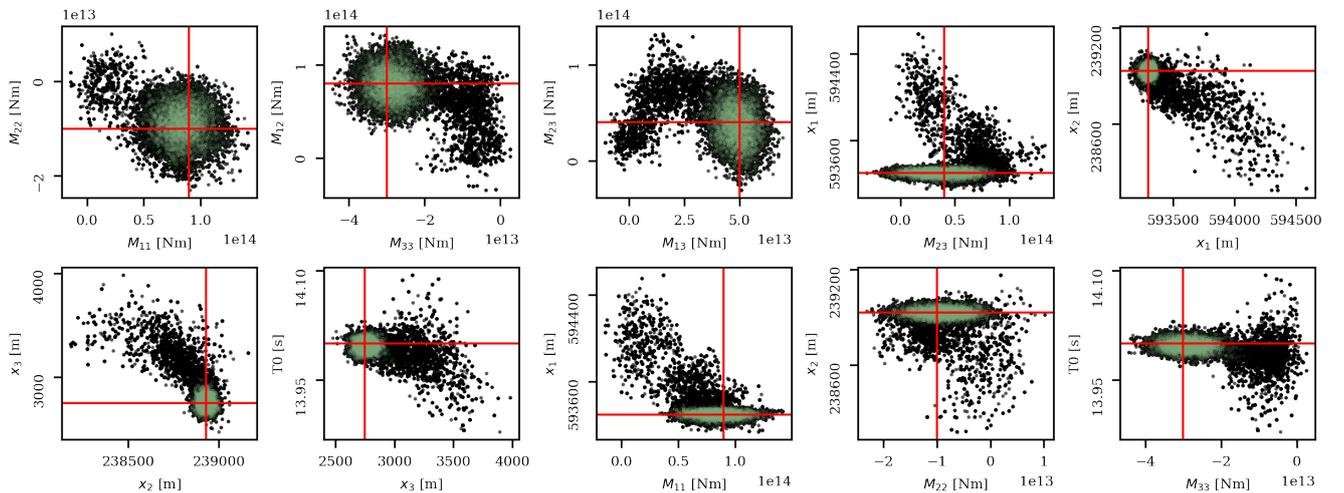 1e13
0
−2
M22 [Nm]
0.0 0.5 1.0
M11 [Nm] 1e14
1e14
1
0
M12 [Nm]
−4 −2 0
M33 [Nm] 1e13
1e14
1
0
M23 [Nm]
0.0 2.5 5.0
M13 [Nm] 1e13
594400
593600
x1 [m]
0.0 0.5 1.0
M23 [Nm] 1e14
239200
238600
x2 [m]
593500 594000 594500
x1 [m]
4000
3000
x3 [m]
238500 239000
x2 [m]
14.10
13.95
T0 [s]
2500 3000 3500 4000
x3 [m]
594400
593600
x1 [m]
0.0 0.5 1.0
M11 [Nm] 1e14
239200
238600
x2 [m]
−2 −1 0 1
M22 [Nm] 1e13
14.10
13.95
T0 [s]
−4 −2 0
M33 [Nm] 1e13